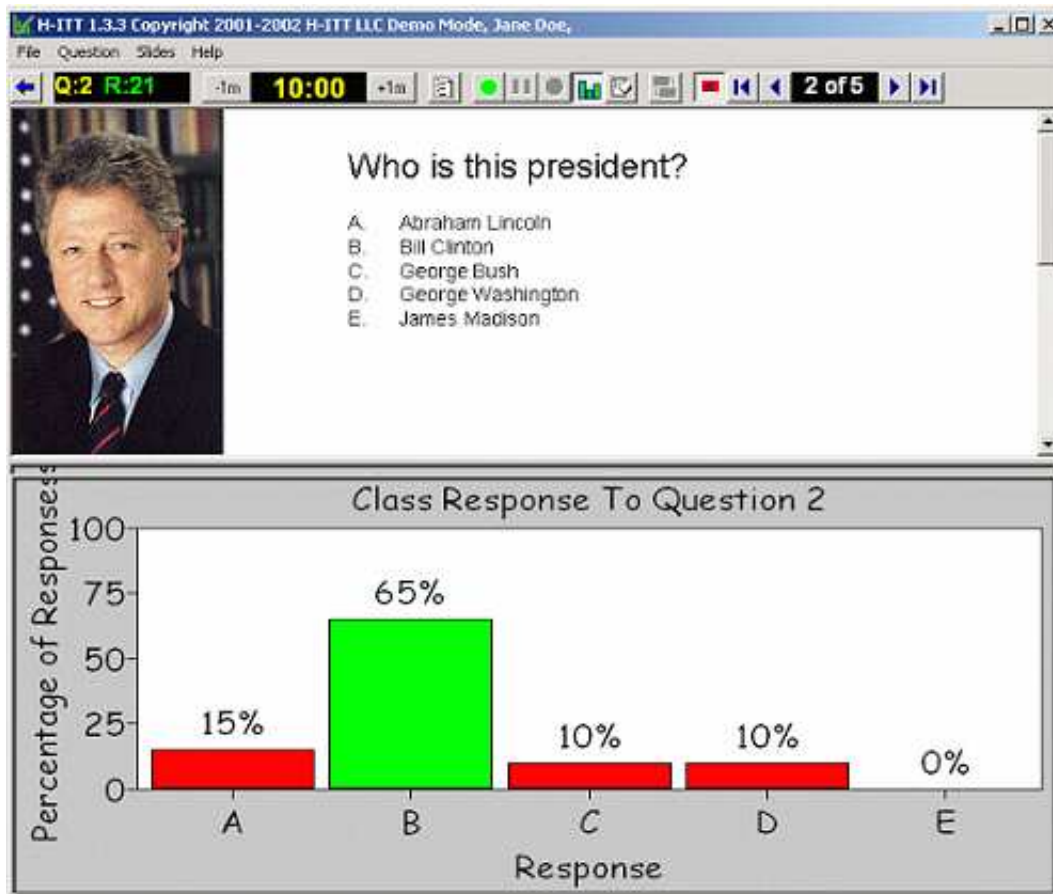 H-ITT 1.3.3 Copyright 2001-2002 H-ITT LLC Demo Mode, Jane Doe,
File Question Slides Help
Q:2 R:21 -1m 10:00 +1m 2 of 5
Who is this president?
A. Abraham Lincoln
B. Bill Clinton
C. George Bush
D. George Washington
E. James Madison
Class Response To Question 2
Percentage of Responses
100
75
50
25
0
15%
65%
10%
10%
0%
A B C D E
Response